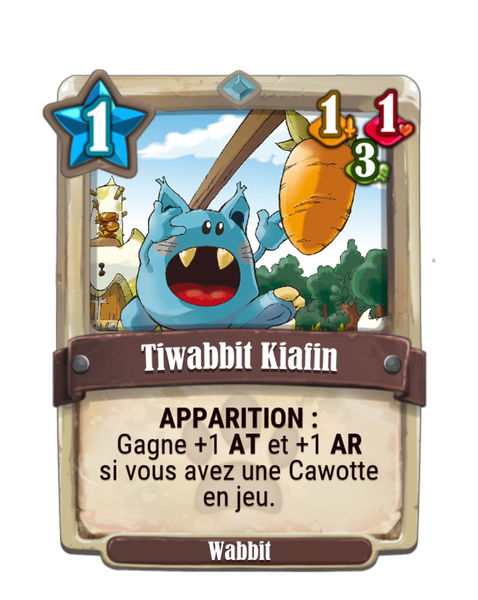 1
1
1
3
Tiwabbit Kiafin
APPARITION :
Gagne +1 AT et +1 AR
si vous avez une Cawotte
en jeu.
Wabbit